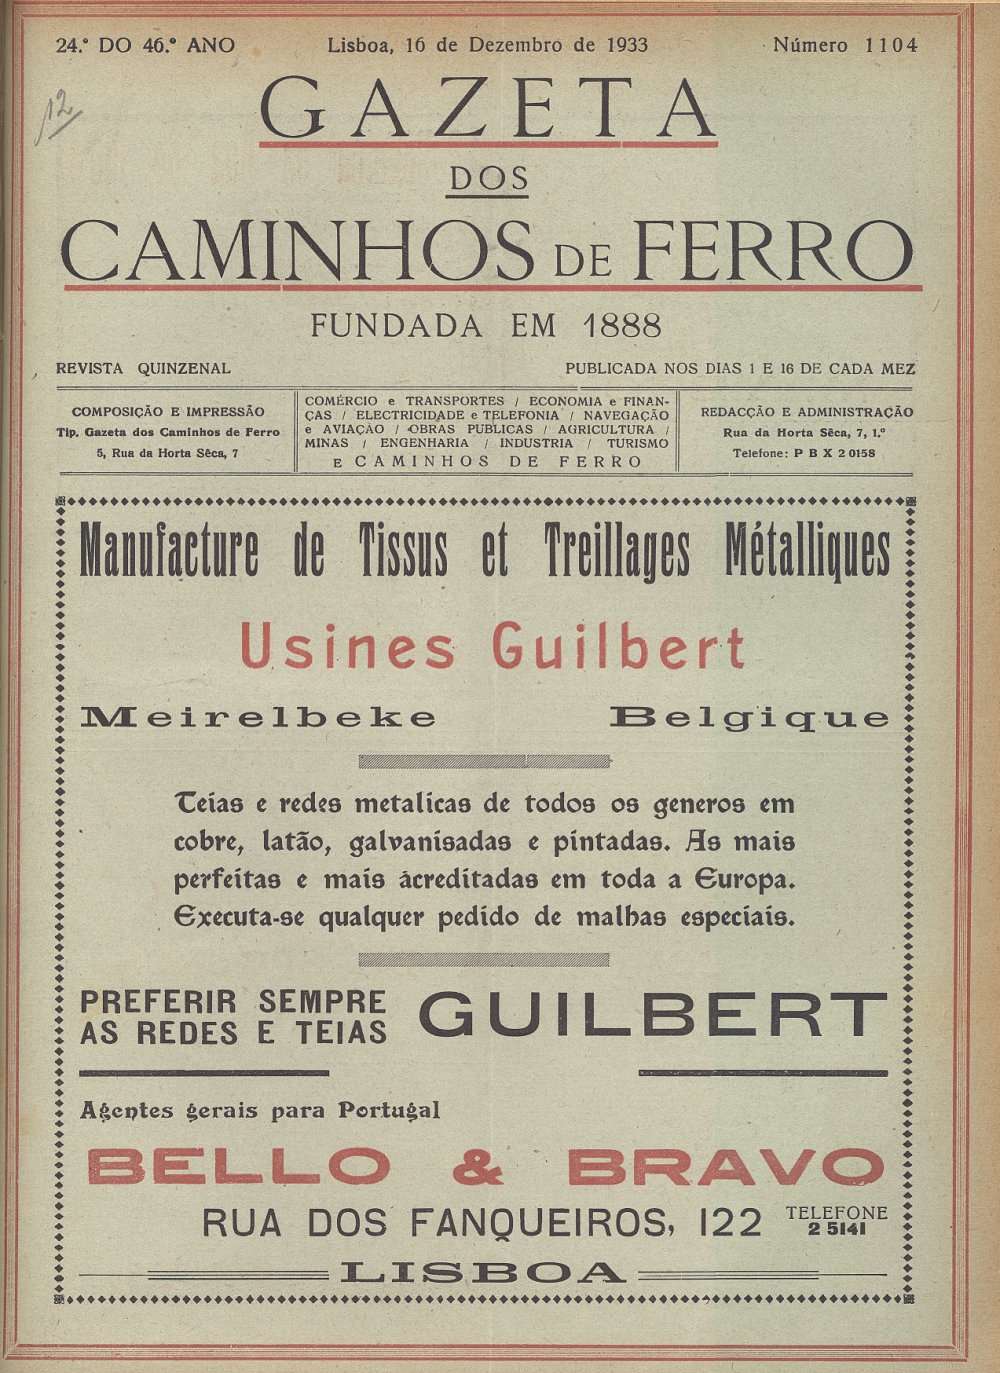 24.º DO 46.º ANO Lisboa, 16 de Dezembro de 1933 Número 1104
12
GAZETA
DOS
CAMINHOS DE FERRO
FUNDADA EM 1888
REVISTA QUINZENAL PUBLICADA NOS DIAS 1 E 16 DE CADA MEZ
COMPOSIÇÃO E IMPRESSÃO
Tip. Gazeta dos Caminhos de Ferro
5, Rua da Horta Sêca, 7
COMÉRCIO e TRANSPORTES / ECONOMIA e FINAN-
ÇAS / ELECTRICIDADE e TELEFONIA / NAVEGAÇÃO
e AVIAÇÃO / OBRAS PUBLICAS / AGRICULTURA /
MINAS / ENGENHARIA / INDUSTRIA / TURISMO
E CAMINHOS DE FERRO
REDACÇÃO E ADMINISTRAÇÃO
Rua da Horta Sêca, 7, 1.º
Telefone: P B X 2 0158
Manufacture de Tissus et Treillages Métalliques
Usines Guilbert
Meirelbeke Belgique
Teias e redes metalicas de todos os generos em
cobre, latão, galvanisadas e pintadas. As mais
perfeitas e mais acreditadas em toda a Europa.
Executa-se qualquer pedido de malhas especiais.
PREFERIR SEMPRE
AS REDES E TEIAS
GUILBERT
Agentes gerais para Portugal
BELLO & BRAVO
RUA DOS FANQUEIROS, 122
TELEFONE
2 5141
LISBOA